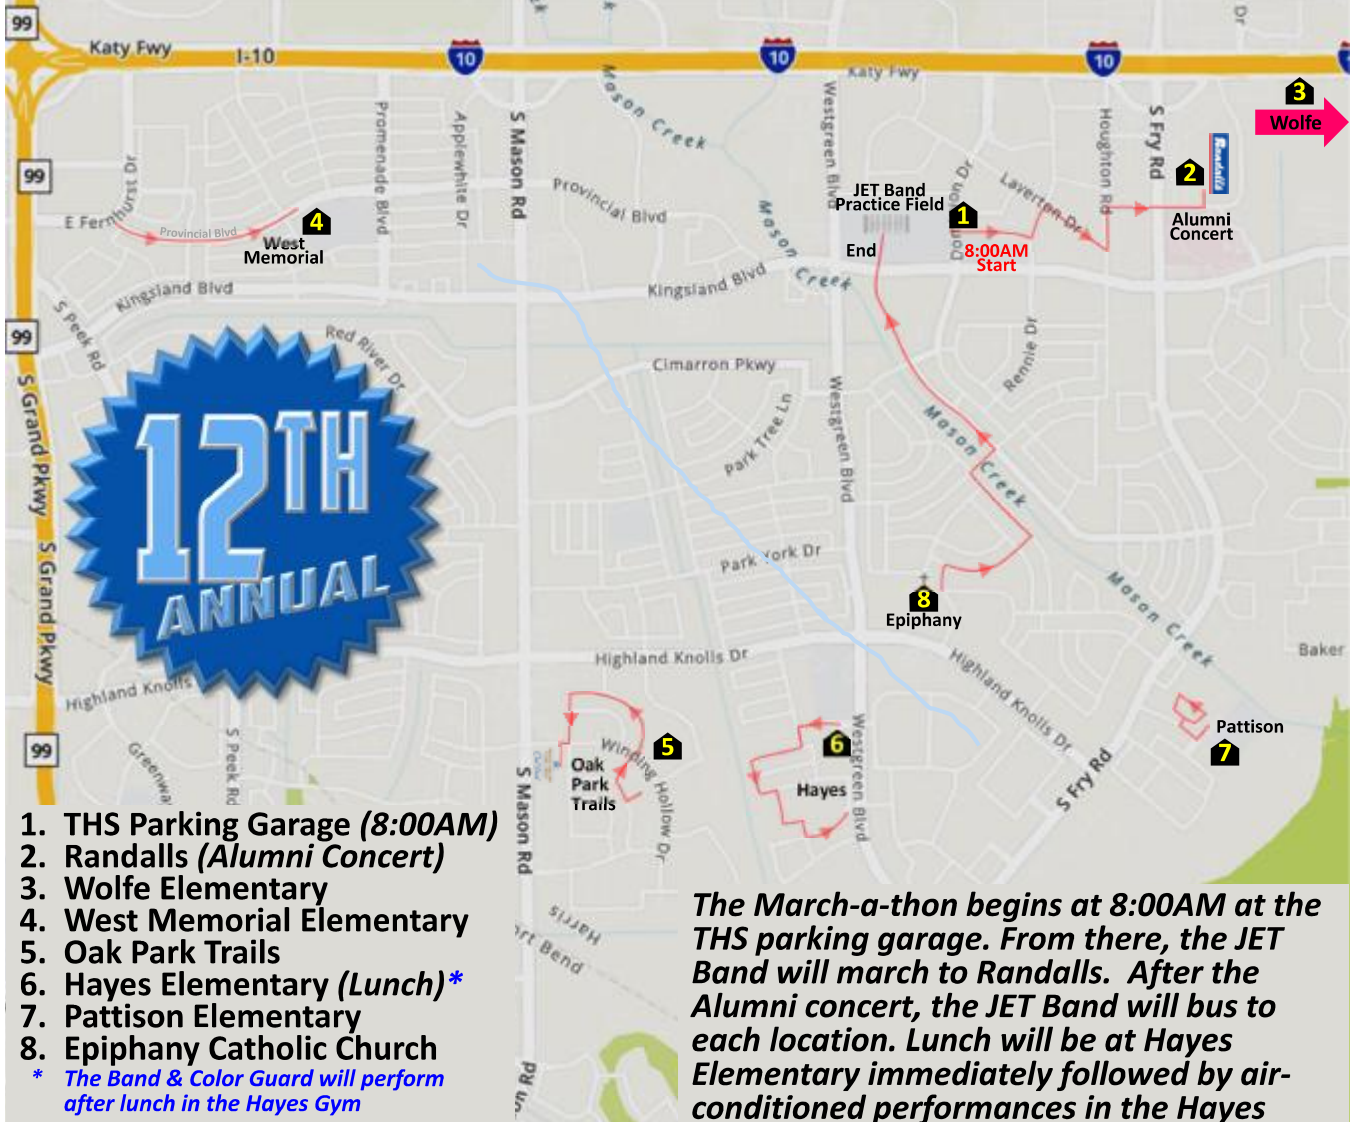 99
Katy Fwy
I-10
10
10
10
Katy Fwy
Dr
3
Wolfe
Mason Creek
Promenade Blvd
Applewhite Dr
S Mason Rd
Westgreen Blvd
Houghton Rd
S Fry Rd
Randalls
2
99
JET Band
Practice Field
1
Laverton Dr
Alumni
Concert
E Fernhurst Dr
Provincial Blvd
4
West
Memorial
Provincial Blvd
Mason Creek
End
8:00AM
Start
Kingsland Blvd
Kingsland Blvd
S Peek Rd
99
Red River Dr
Cimarron Pkwy
Rennie Dr
S Grand Pkwy
12TH
ANNUAL
Park Tree Ln
Westgreen Blvd
Mason Creek
S Grand Pkwy
Park York Dr
8
Epiphany
Mason Creek
Highland Knolls Dr
Highland Knolls Dr
Baker
Highland Knolls
99
S Peek Rd
Winding Hollow Dr
5
Oak
Park
Trails
6
Hayes
Westgreen Blvd
Pattison
7
S Mason Rd
S Fry Rd
1. THS Parking Garage (8:00AM)
2. Randalls (Alumni Concert)
3. Wolfe Elementary
4. West Memorial Elementary
5. Oak Park Trails
6. Hayes Elementary (Lunch)*
7. Pattison Elementary
8. Epiphany Catholic Church
* The Band & Color Guard will perform
after lunch in the Hayes Gym
Harris
Bend
The March-a-thon begins at 8:00AM at the
THS parking garage. From there, the JET
Band will march to Randalls. After the
Alumni concert, the JET Band will bus to
each location. Lunch will be at Hayes
Elementary immediately followed by air-
conditioned performances in the Hayes